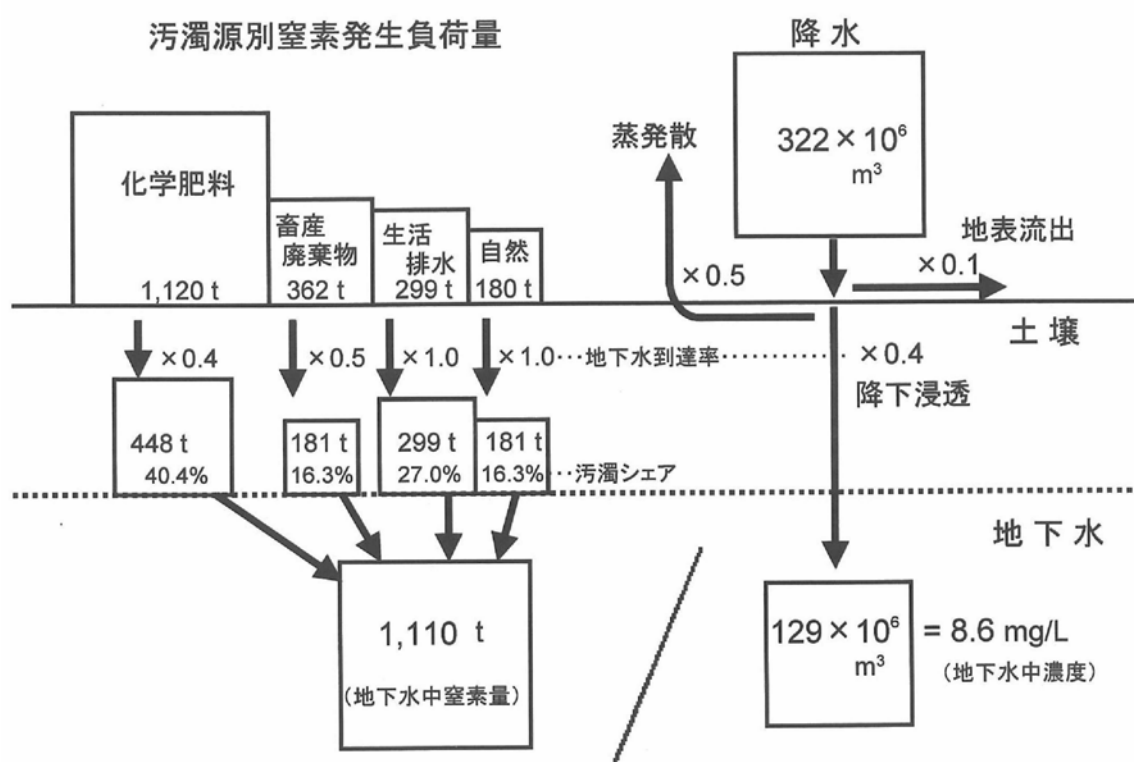 汚濁源別窒素発生負荷量
降水
322×10⁶
m³
蒸発散
地表流出
×0.5
×0.1
化学肥料
1,120 t
畜産
廃棄物
362 t
生活
排水
299 t
自然
180 t
土壌
×0.4
×0.5
×1.0
×1.0…地下水到達率…………
×0.4
降下浸透
448 t
40.4%
181 t
16.3%
299 t
27.0%
181 t
16.3%…汚濁シェア
地下水
1,110 t
(地下水中窒素量)
129×10⁶
m³
= 8.6 mg/L
(地下水中濃度)